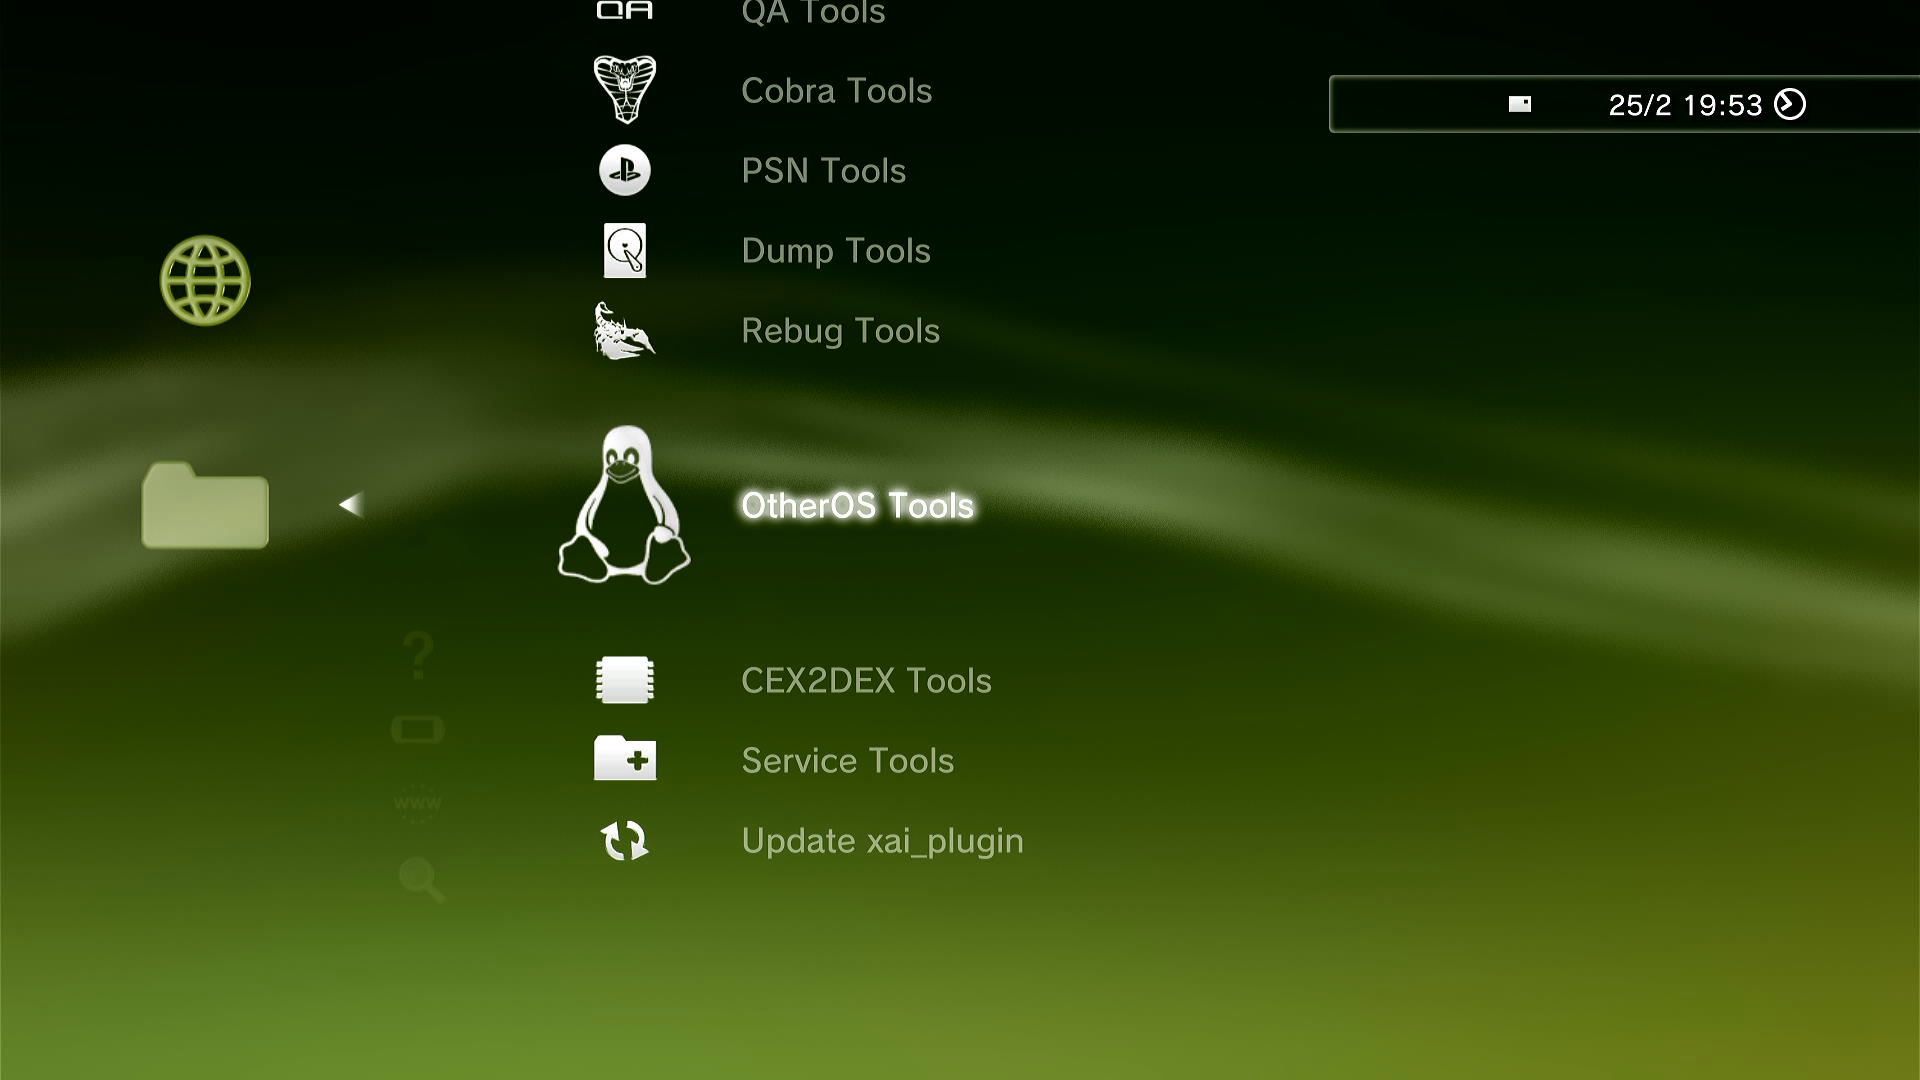 QA
QA Tools
Cobra Tools
25/2 19:53
PSN Tools
Dump Tools
Rebug Tools
OtherOS Tools
?
CEX2DEX Tools
Service Tools
www
Update xai_plugin